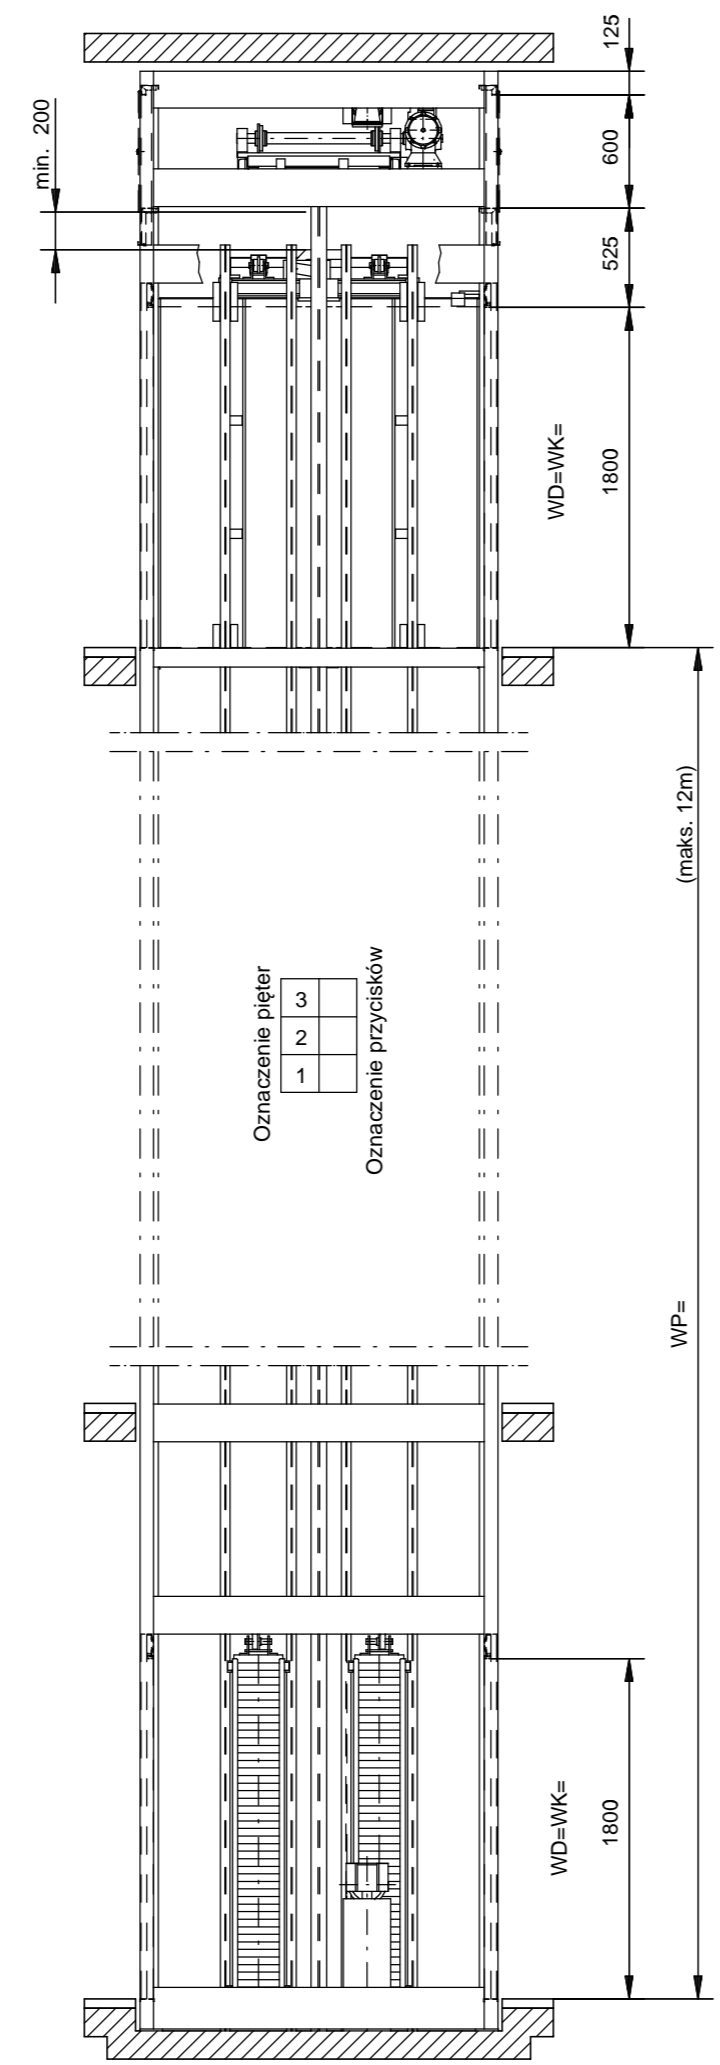 125
min. 200
600
525
WD=WK=
1800
(maks. 12m)
WP=
Oznaczenie pięter
3
2
1
Oznaczenie przycisków
WD=WK=
1800